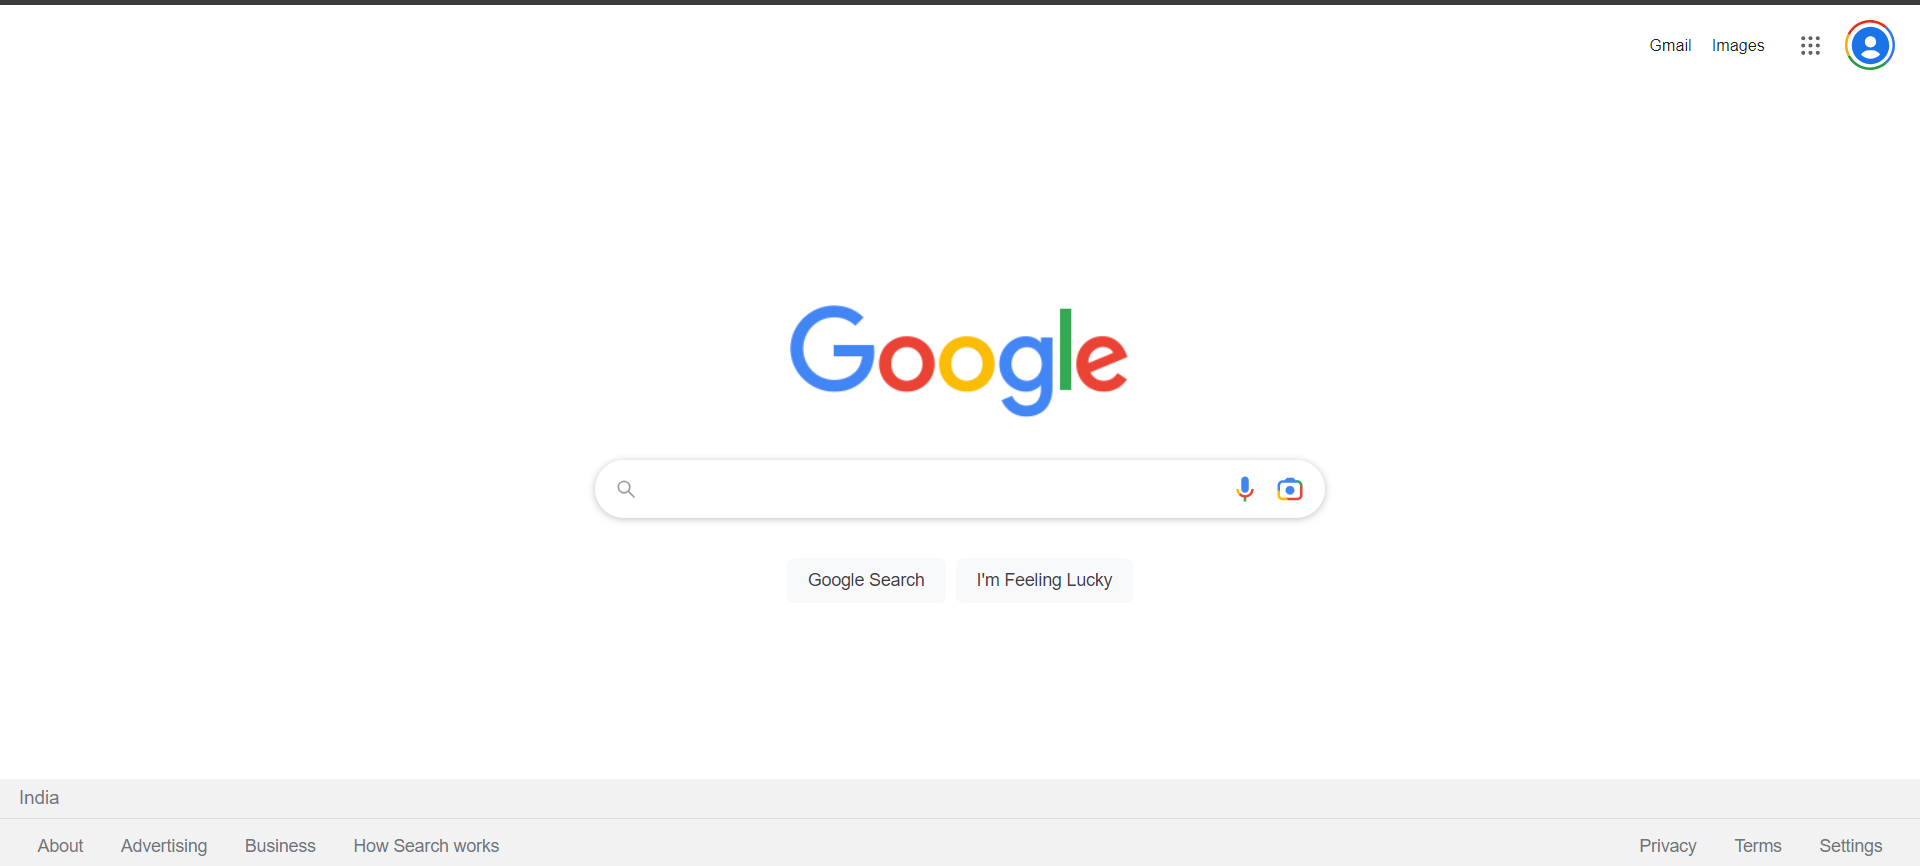 Gmail Images
Google
Google Search I'm Feeling Lucky
India
About Advertising Business How Search works Privacy Terms Settings